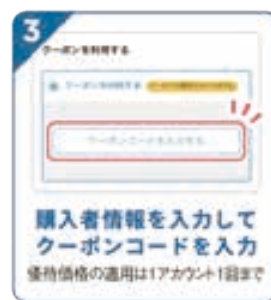 3
クーポンを利用する
クーポンを利用する
クーポンコードを入力する
購入者情報を入力して
クーポンコードを入力
優待価格の適用は1アカウント1回まで